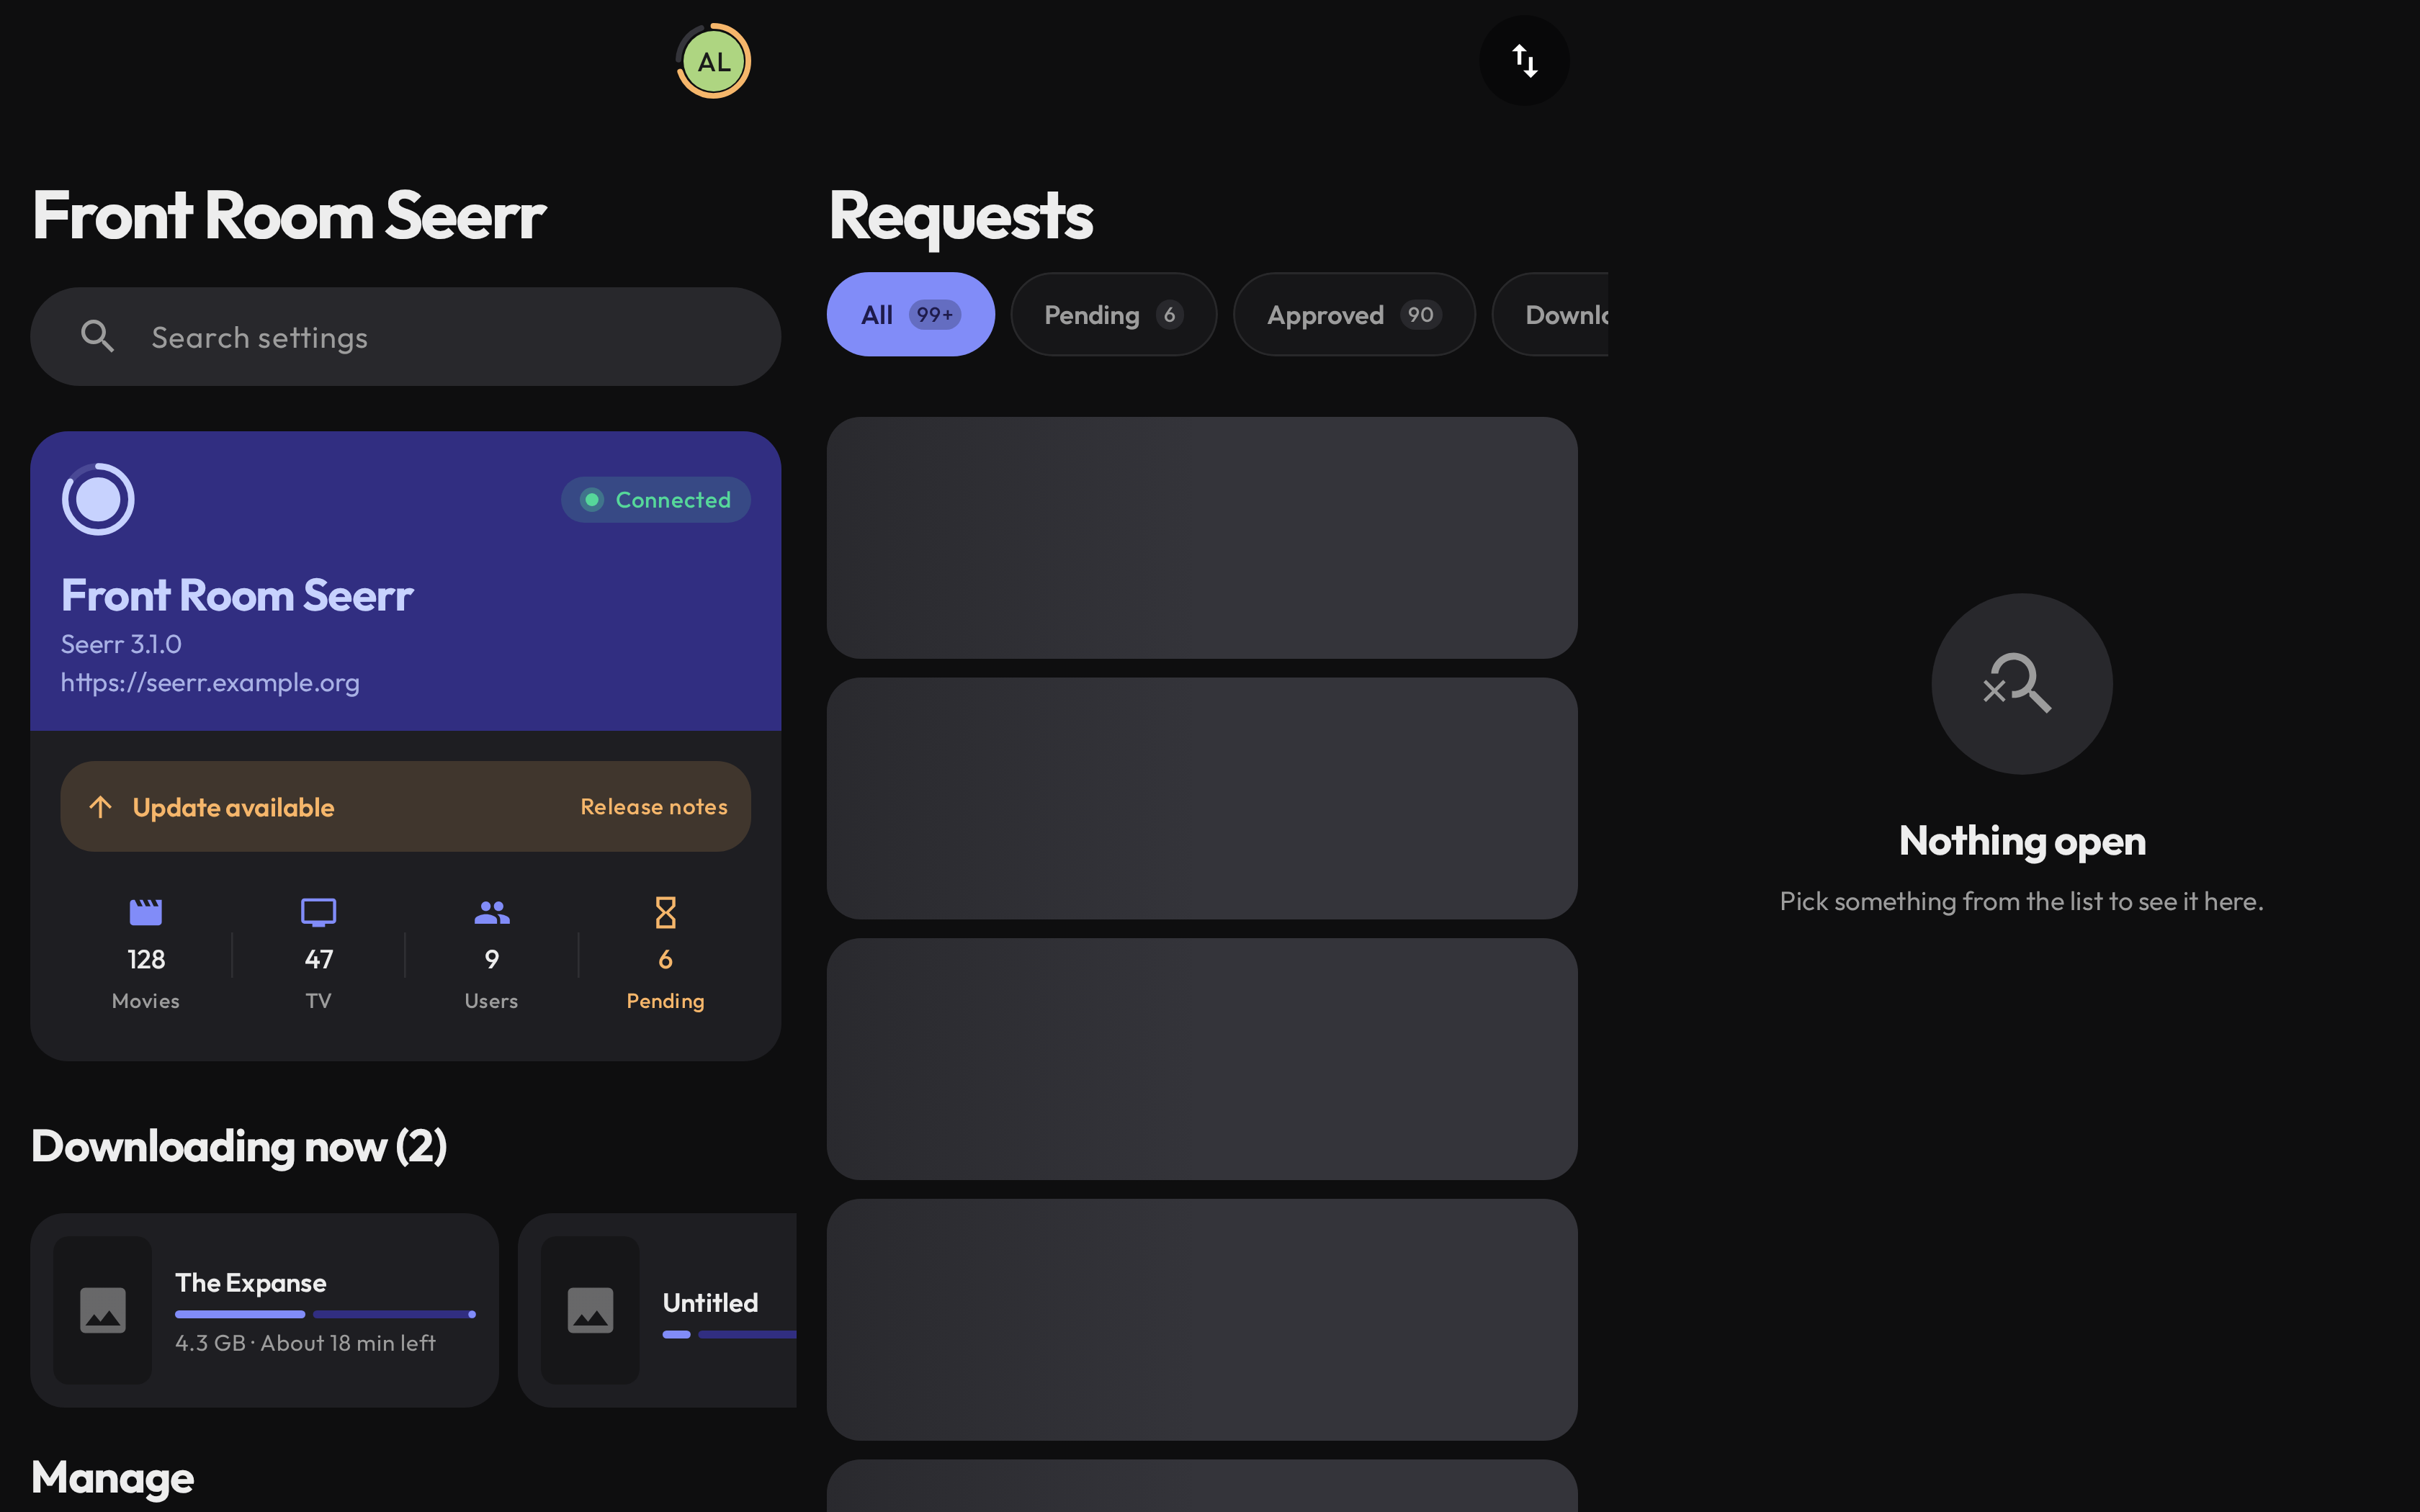 AL
Front Room Seerr
Search settings
Connected
Front Room Seerr
Seerr 3.1.0
https://seerr.example.org
Update available
Release notes
128
47
9
6
Movies
TV
Users
Pending
Downloading now (2)
The Expanse
4.3 GB · About 18 min left
Untitled
Manage
Requests
All 99+
Pending 6
Approved 90
Nothing open
Pick something from the list to see it here.